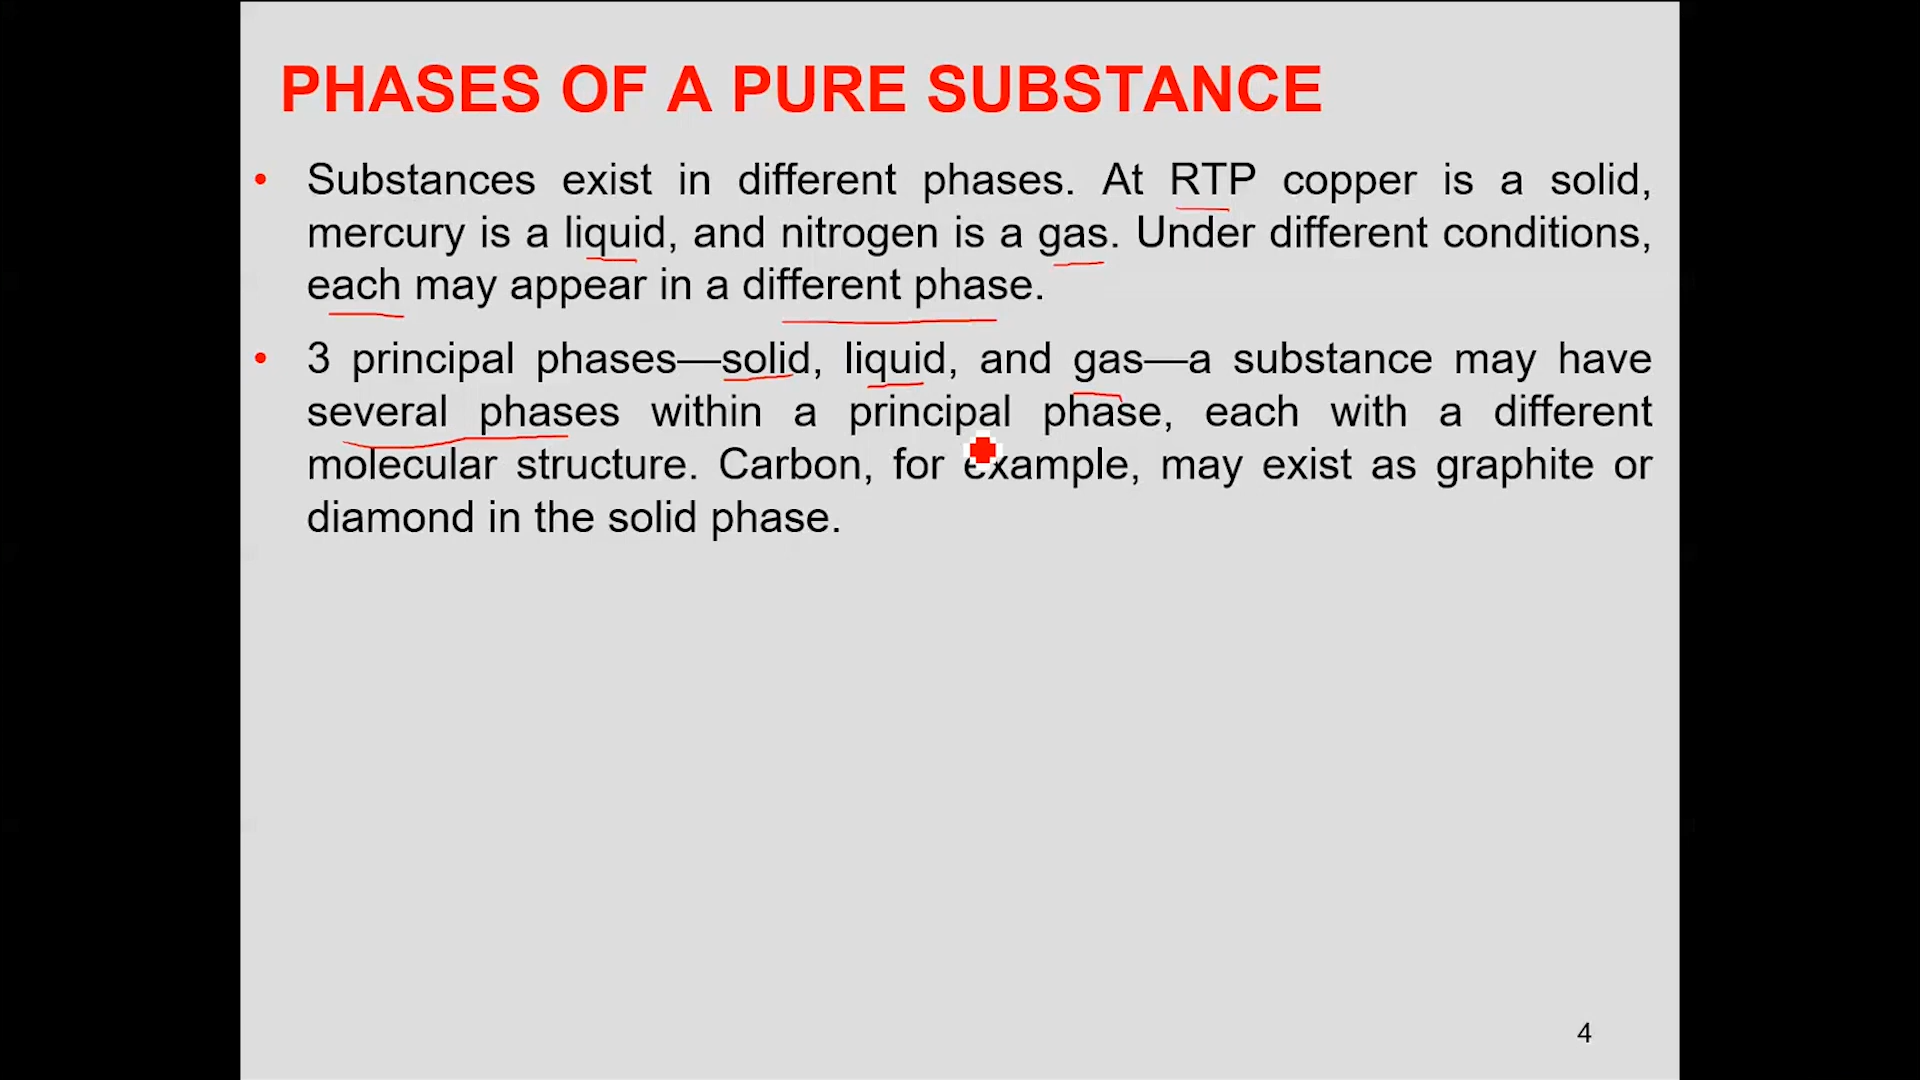 PHASES OF A PURE SUBSTANCE
• Substances exist in different phases. At RTP copper is a solid,
mercury is a liquid, and nitrogen is a gas. Under different conditions,
each may appear in a different phase.
• 3 principal phases—solid, liquid, and gas—a substance may have
several phases within a principal phase, each with a different
molecular structure. Carbon, for example, may exist as graphite or
diamond in the solid phase.
4